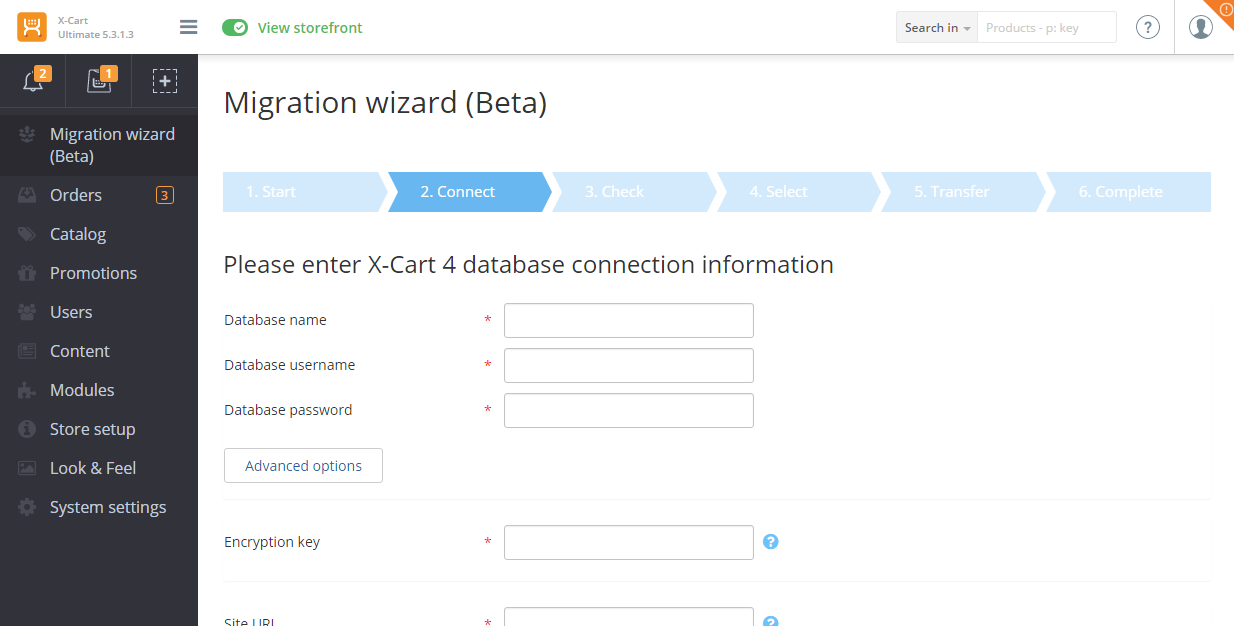 X-Cart
Ultimate 5.3.1.3
View storefront
Search in
Products - p: key
?
2
1
Migration wizard
(Beta)
Orders
3
Catalog
Promotions
Users
Content
Modules
Store setup
Look & Feel
System settings
Migration wizard (Beta)
1. Start
2. Connect
3. Check
4. Select
5. Transfer
6. Complete
Please enter X-Cart 4 database connection information
Database name *
Database username *
Database password *
Advanced options
Encryption key * ?
Site URL * ?